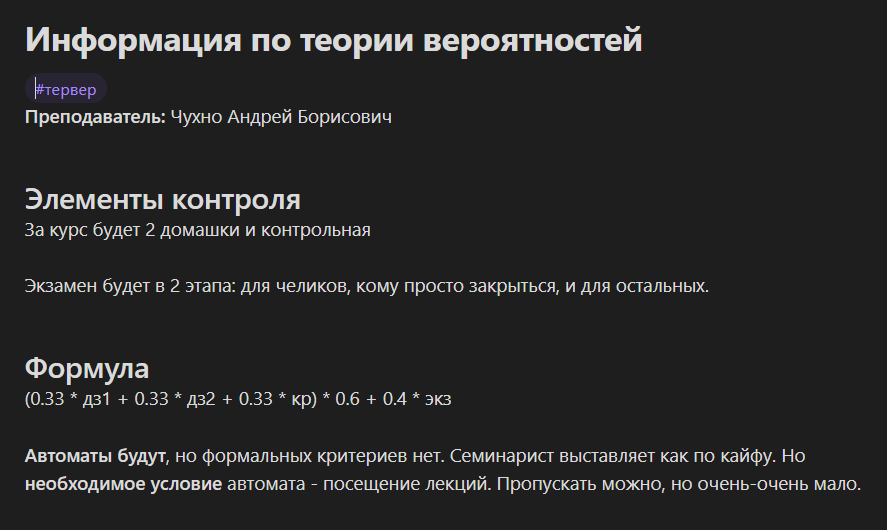 Информация по теории вероятностей
#тервер
Преподаватель: Чухно Андрей Борисович
Элементы контроля
За курс будет 2 домашки и контрольная
Экзамен будет в 2 этапа: для челиков, кому просто закрыться, и для остальных.
Формула
(0.33 * дз1 + 0.33 * дз2 + 0.33 * кр) * 0.6 + 0.4 * экз
Автоматы будут, но формальных критериев нет. Семинарист выставляет как по кайфу. Но
необходимое условие автомата - посещение лекций. Пропускать можно, но очень-очень мало.